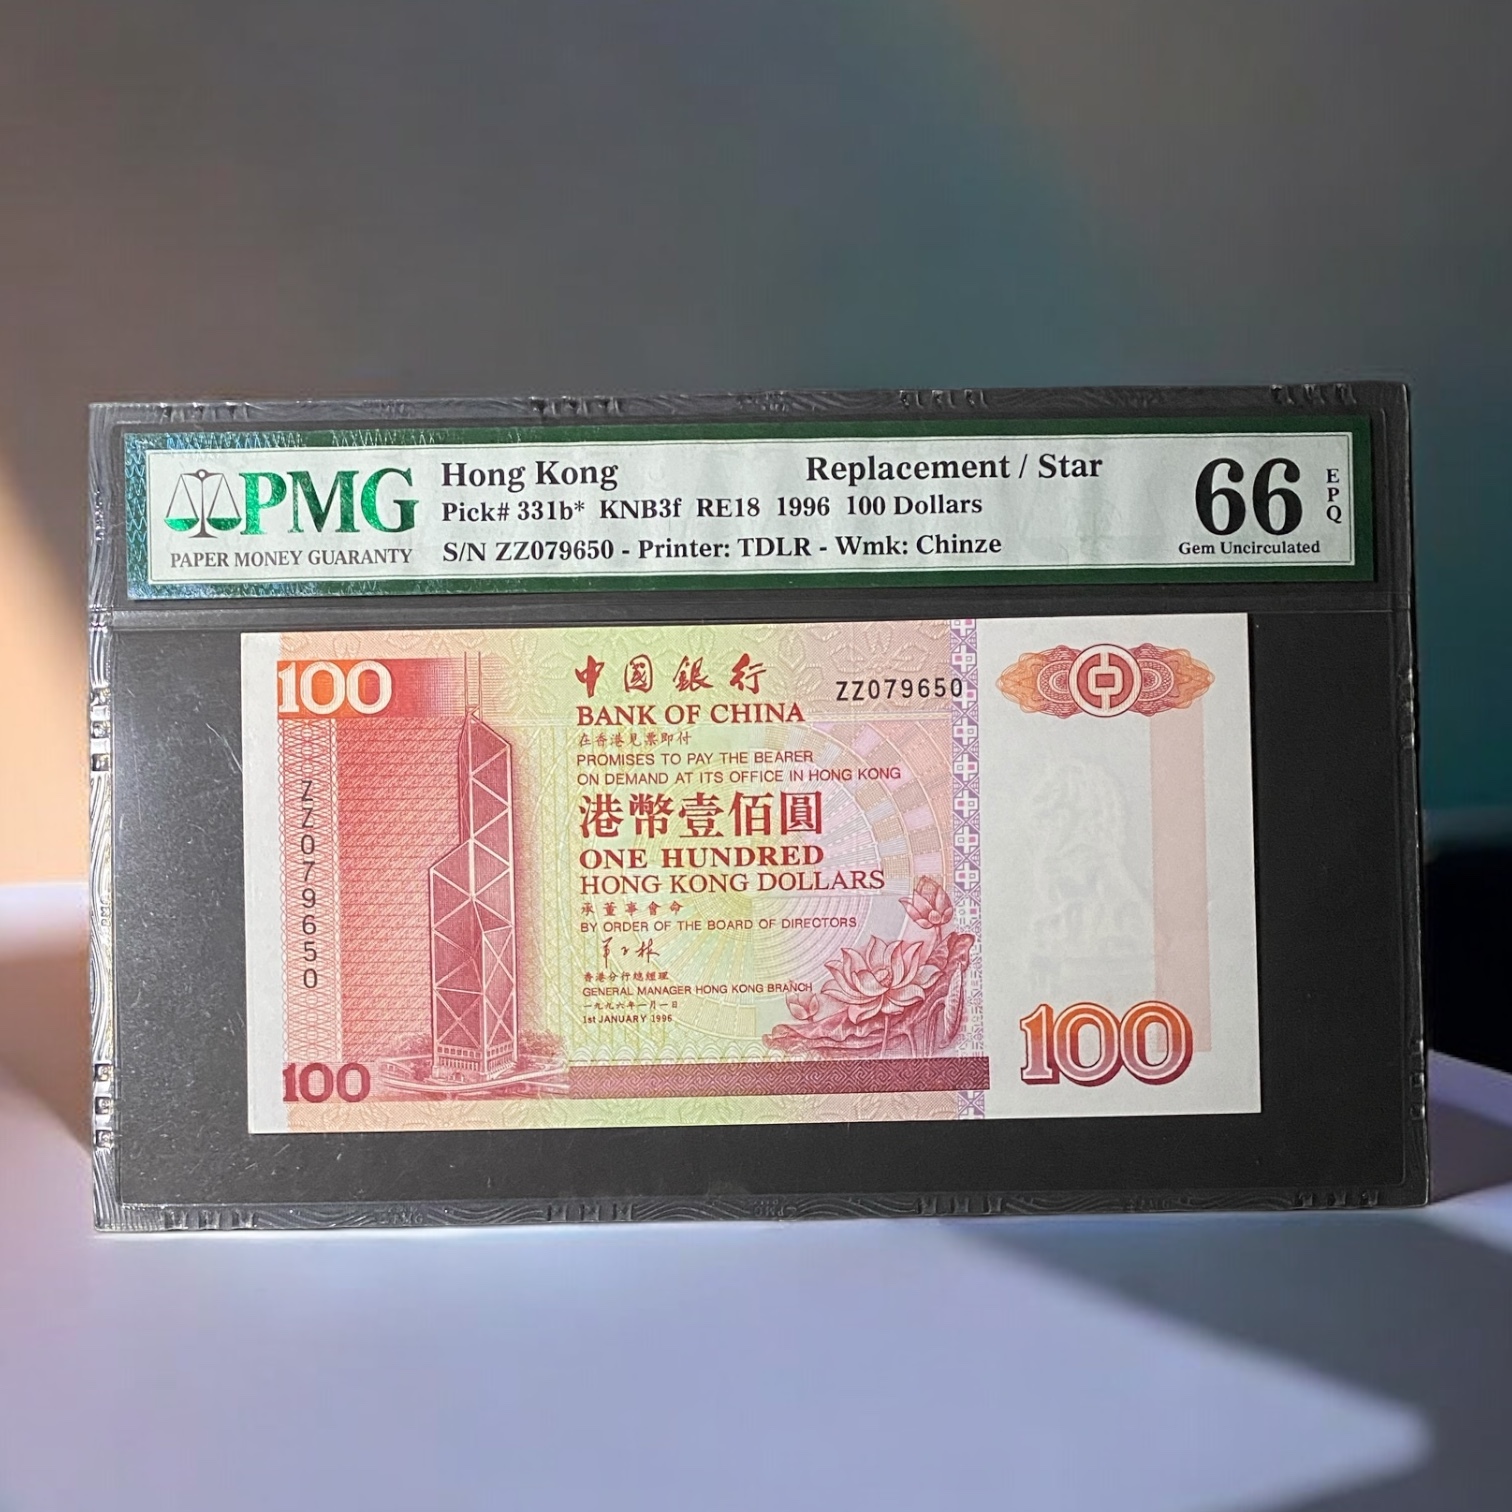 PMG
PAPER MONEY GUARANTY
Hong Kong
Replacement / Star
Pick# 331b* KNB3f RE18 1996 100 Dollars
S/N ZZ079650 - Printer: TDLR - Wmk: Chinze
66
EPQ
Gem Uncirculated
100
中國銀行
ZZ079650
BANK OF CHINA
在香港見票即付
PROMISES TO PAY THE BEARER
ON DEMAND AT ITS OFFICE IN HONG KONG
港幣壹佰圓
ONE HUNDRED
HONG KONG DOLLARS
承董事會命
BY ORDER OF THE BOARD OF DIRECTORS
香港分行總經理
GENERAL MANAGER HONG KONG BRANCH
一九九六年一月一日
1st JANUARY 1996
ZZ079650
100
100